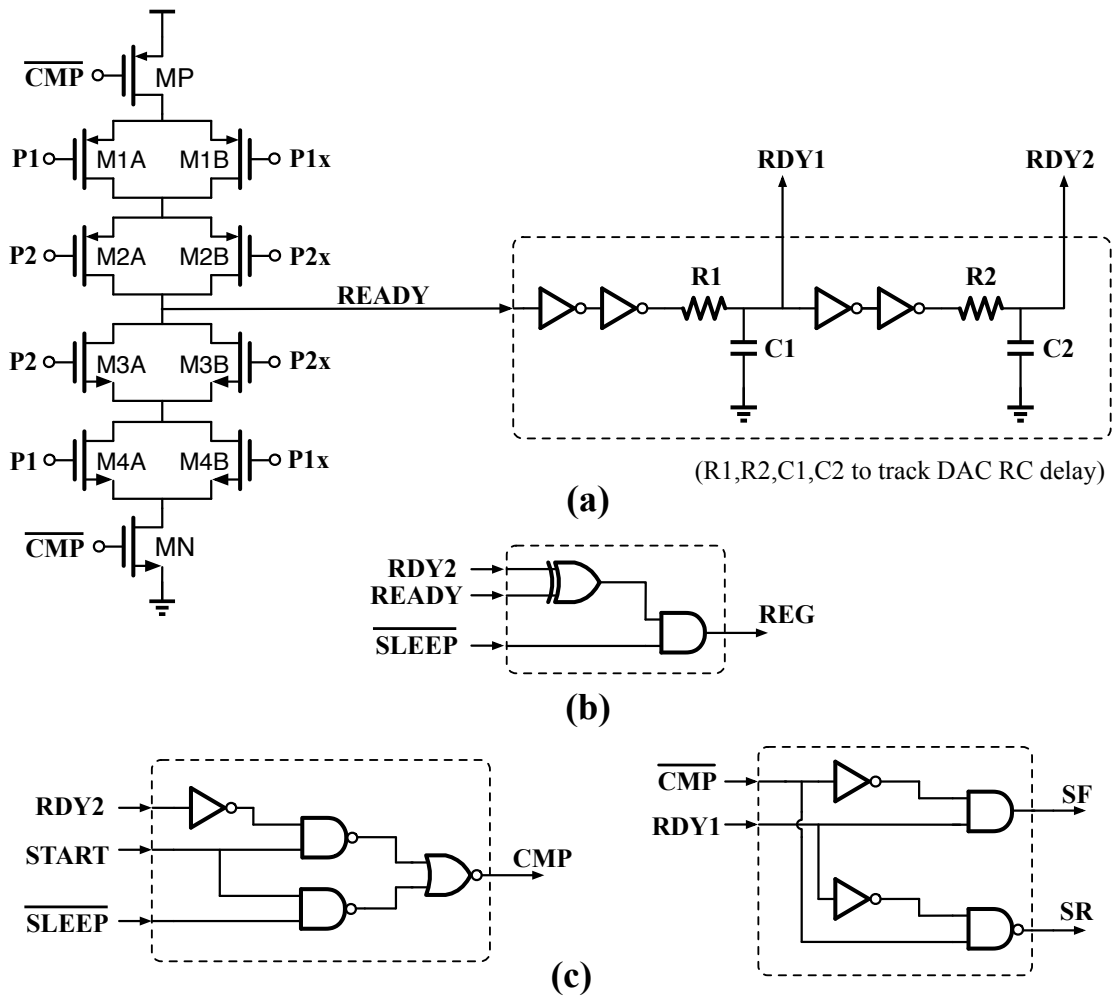 CMP MP
P1 M1A M1B P1x
RDY1 RDY2
P2 M2A M2B P2x
R1 R2
READY
P2 M3A M3B P2x
C1 C2
P1 M4A M4B P1x
(R1,R2,C1,C2 to track DAC RC delay)
(a)
CMP MN
RDY2
READY
REG
SLEEP
(b)
CMP SF
RDY2
RDY1
START CMP
SLEEP SR
(c)